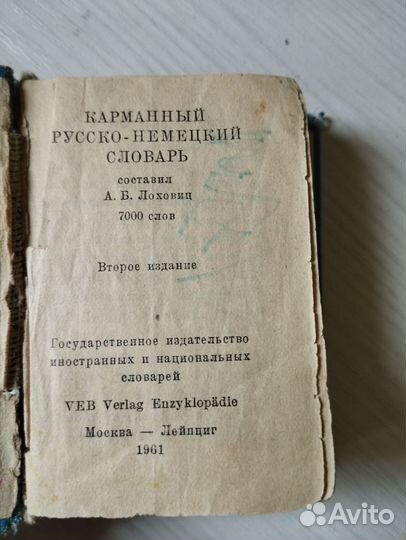 КАРМАННЫЙ
РУССКО-НЕМЕЦКИЙ
СЛОВАРЬ
составил
А. Б. Лоховиц
7000 слов
Второе издание
Государственное издательство
иностранных и национальных
словарей
VEB Verlag Enzyklopädie
Москва — Лейпциг
1961
Avito